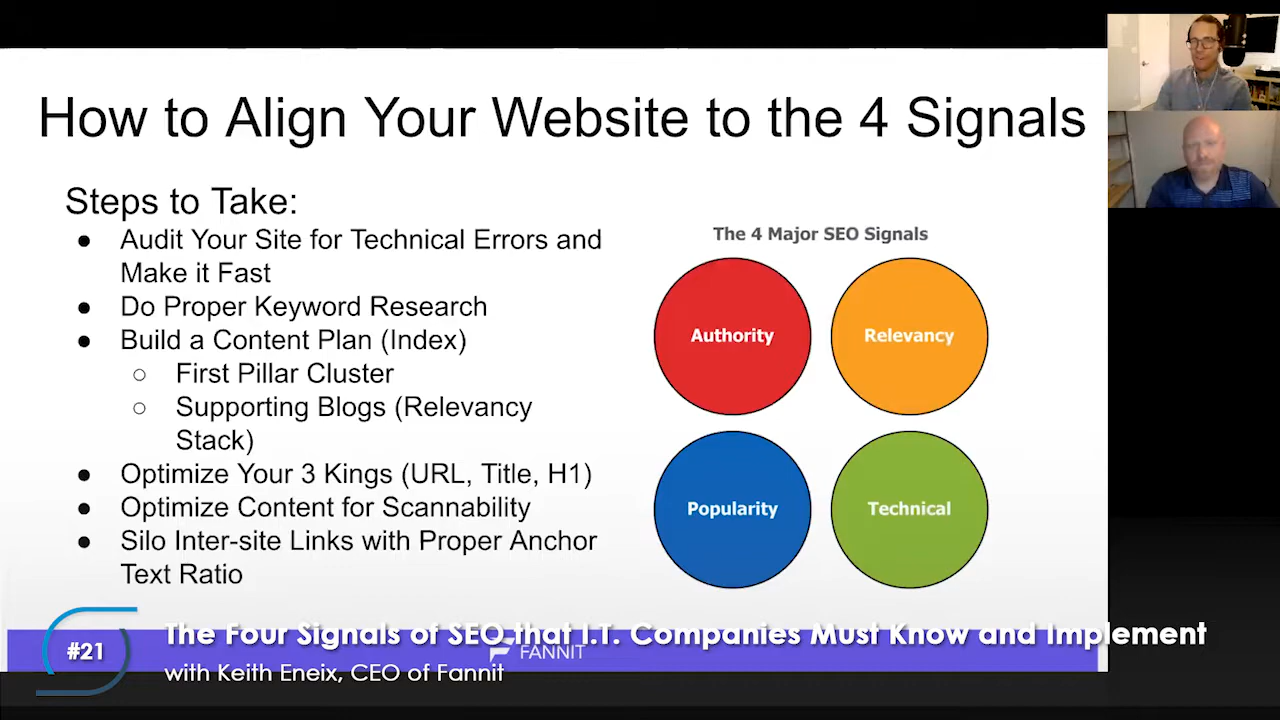 How to Align Your Website to the 4 Signals
Steps to Take:
● Audit Your Site for Technical Errors and
Make it Fast
● Do Proper Keyword Research
● Build a Content Plan (Index)
○ First Pillar Cluster
○ Supporting Blogs (Relevancy
Stack)
● Optimize Your 3 Kings (URL, Title, H1)
● Optimize Content for Scannability
● Silo Inter-site Links with Proper Anchor
Text Ratio
The 4 Major SEO Signals
Authority
Relevancy
Popularity
Technical
#21
The Four Signals of SEO that I.T. Companies Must Know and Implement
FANNIT
with Keith Eneix, CEO of Fannit